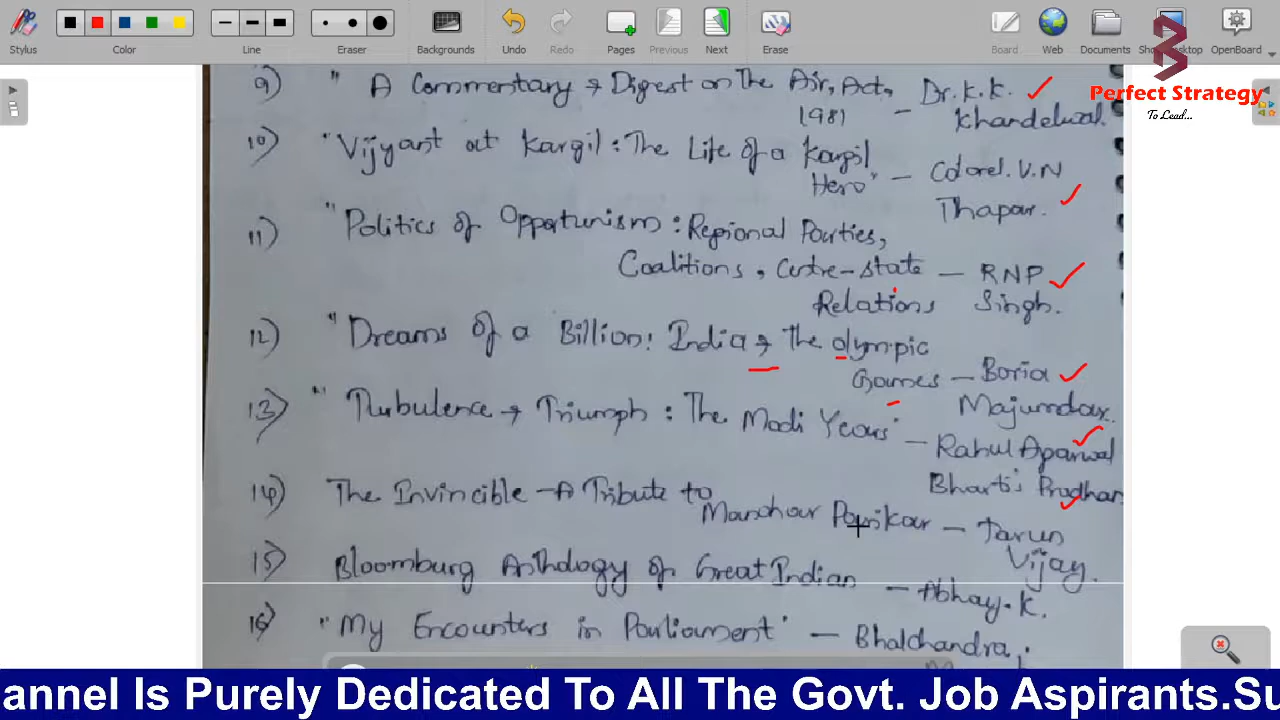 Stylus
Color
Line
Eraser
Backgrounds
Undo
Redo
Pages
Previous
Next
Erase
Board
Web
Documents
Show Desktop
OpenBoard
Perfect Strategy
To Lead...
9) " A Commentary & Digest on The Air, Act, 1981 - Dr. K. K. Khandelwal.
10) "Vijyant at Kargil : The Life of a Kargil Hero" - Colonel. V.N Thapar.
11) "Politics of Opportunism : Regional Parties,
Coalitions, Centre-State Relations - RNP Singh.
12) "Dreams of a Billion: India & The Olympic
Games - Boria Majumdar.
13) "Turbulence & Triumph : The Modi Years" - Rahul Agarwal
Bharti S Pradhan
14) The Invincible - A Tribute to
Manohar Parrikar - Tarun Vijay.
15) Bloomburg Anthology of Great Indian - Abhay. K.
16) "My Encounters in Parliament" - Bhalchandra
annel Is Purely Dedicated To All The Govt. Job Aspirants.Su